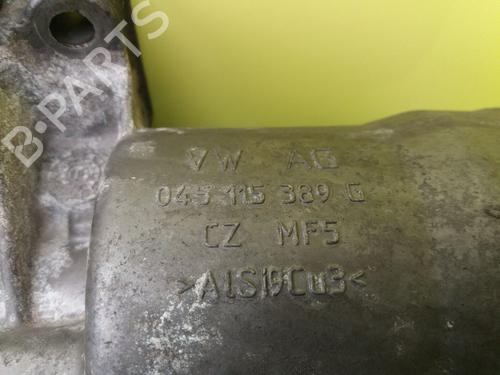 B-PARTS
VW AG
045 115 389 G
CZ MF5
>AlSi9Cu3<